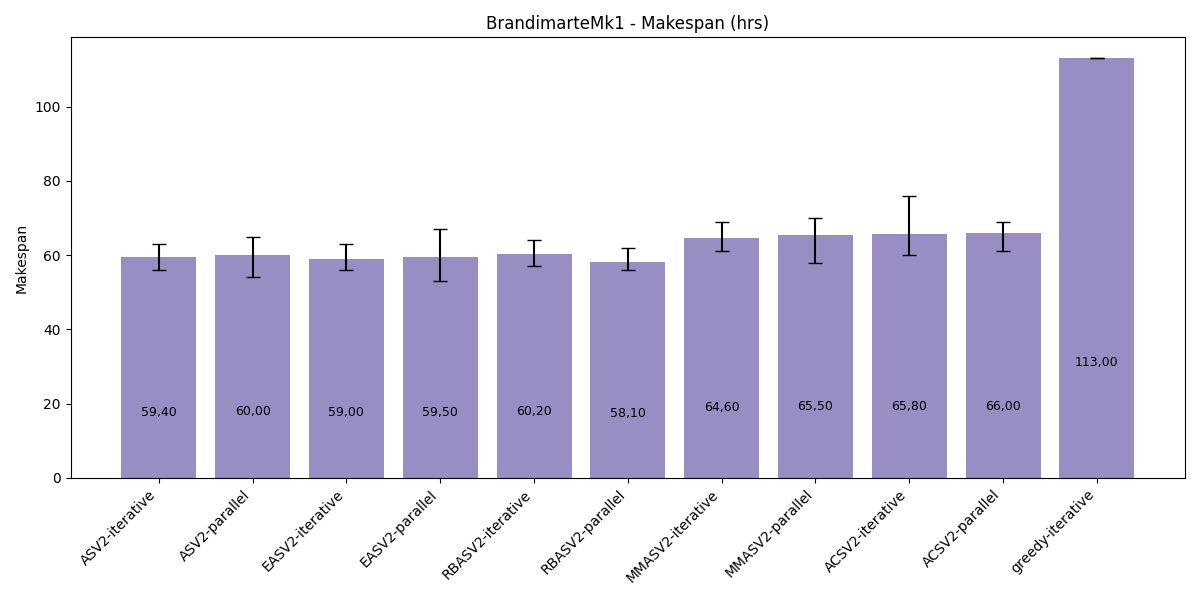 BrandimarteMk1 - Makespan (hrs)
Makespan
100
80
60
40
20
0
59,40
60,00
59,00
59,50
60,20
58,10
64,60
65,50
65,80
66,00
113,00
ASV2-iterative
ASV2-parallel
EASV2-iterative
EASV2-parallel
RBASV2-iterative
RBASV2-parallel
MMASV2-iterative
MMASV2-parallel
ACSV2-iterative
ACSV2-parallel
greedy-iterative